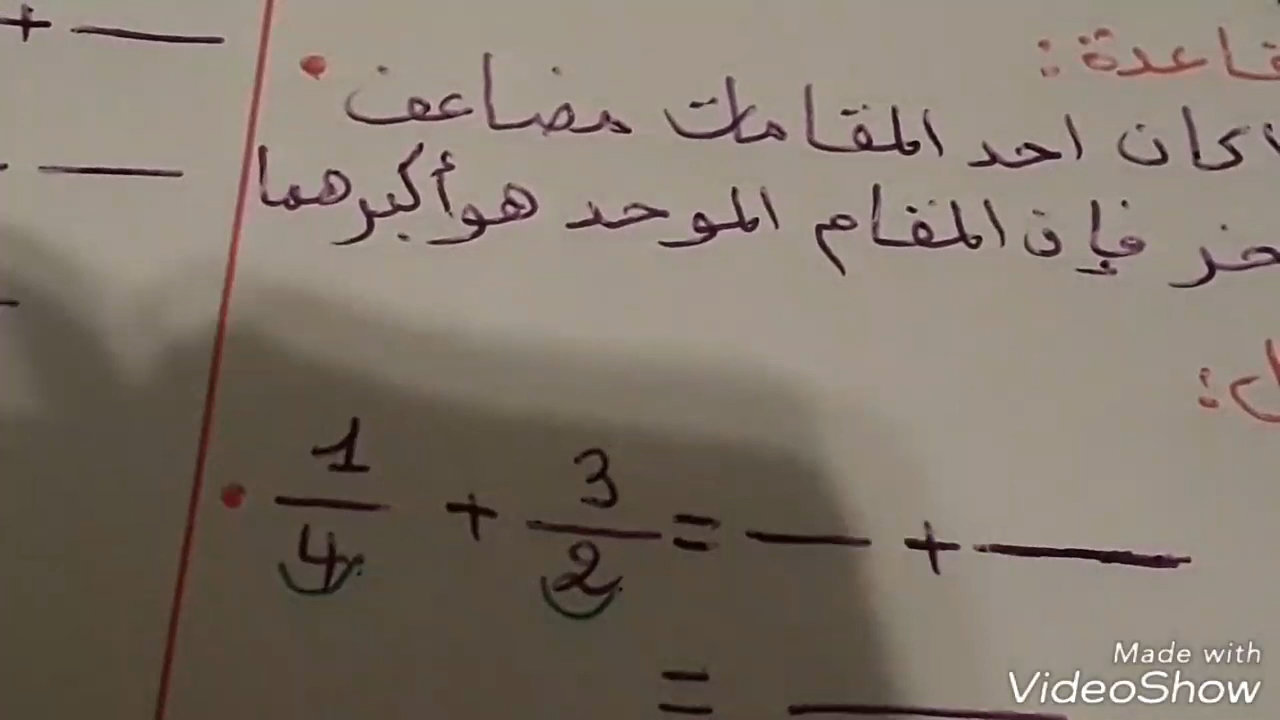 قاعدة:
كان احد المقامات مضاعف
فإن المقام الموحد هو أكبرهما
1/4 + 3/2 = — + —
= —
Made with
VideoShow